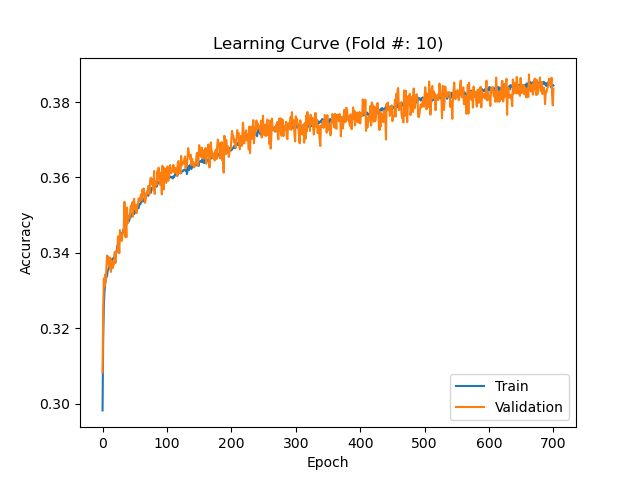 Learning Curve (Fold #: 10)
Accuracy
0.38
0.36
0.34
0.32
0.30
0 100 200 300 400 500 600 700
Epoch
Train
Validation